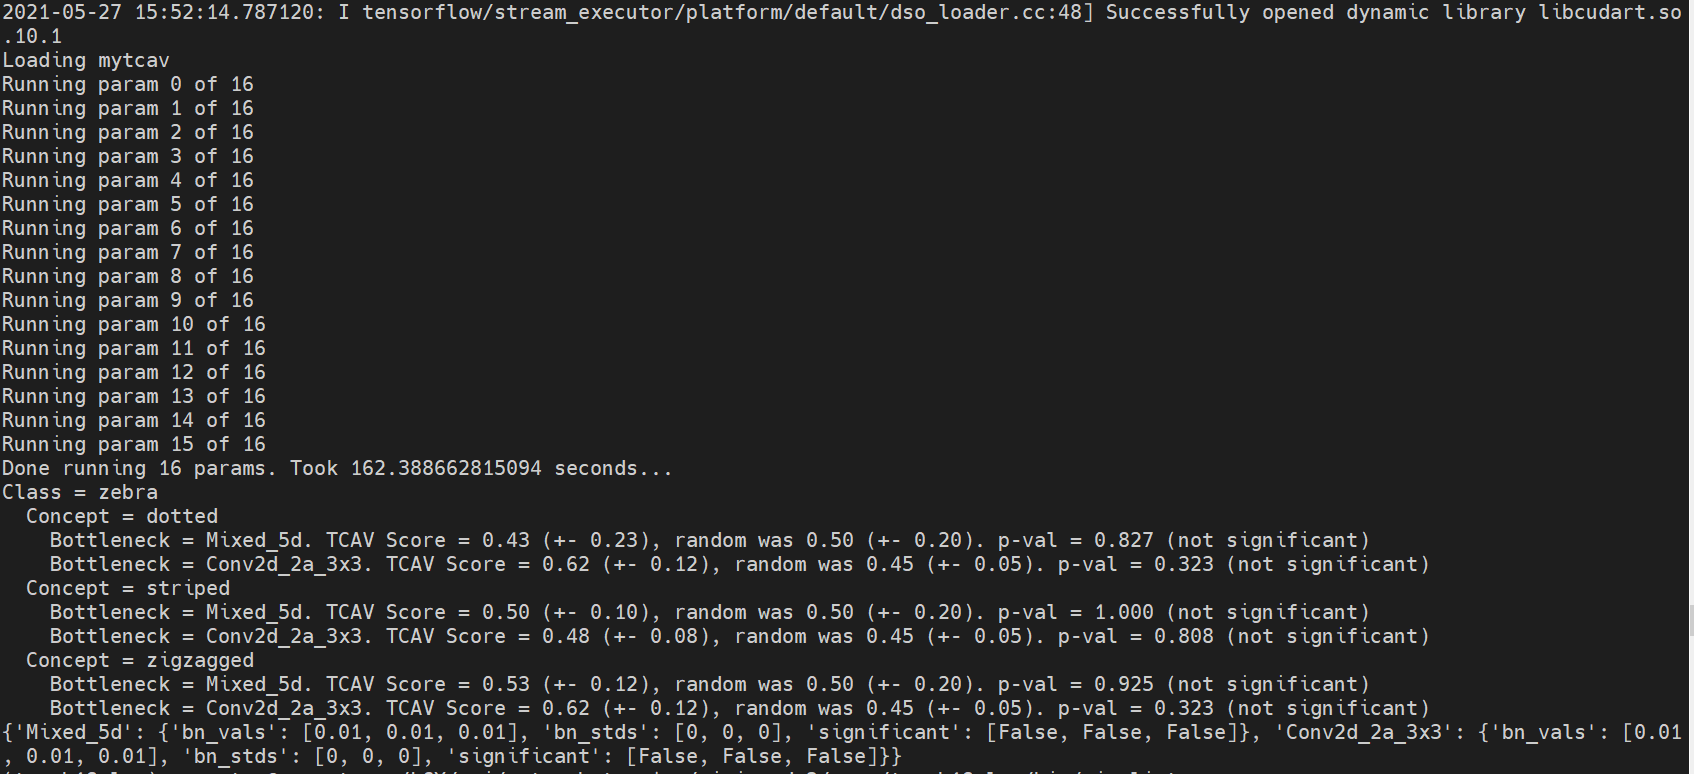 2021-05-27 15:52:14.787120: I tensorflow/stream_executor/platform/default/dso_loader.cc:48] Successfully opened dynamic library libcudart.so
.10.1
Loading mytcav
Running param 0 of 16
Running param 1 of 16
Running param 2 of 16
Running param 3 of 16
Running param 4 of 16
Running param 5 of 16
Running param 6 of 16
Running param 7 of 16
Running param 8 of 16
Running param 9 of 16
Running param 10 of 16
Running param 11 of 16
Running param 12 of 16
Running param 13 of 16
Running param 14 of 16
Running param 15 of 16
Done running 16 params. Took 162.388662815094 seconds...
Class = zebra
  Concept = dotted
    Bottleneck = Mixed_5d. TCAV Score = 0.43 (+- 0.23), random was 0.50 (+- 0.20). p-val = 0.827 (not significant)
    Bottleneck = Conv2d_2a_3x3. TCAV Score = 0.62 (+- 0.12), random was 0.45 (+- 0.05). p-val = 0.323 (not significant)
  Concept = striped
    Bottleneck = Mixed_5d. TCAV Score = 0.50 (+- 0.10), random was 0.50 (+- 0.20). p-val = 1.000 (not significant)
    Bottleneck = Conv2d_2a_3x3. TCAV Score = 0.48 (+- 0.08), random was 0.45 (+- 0.05). p-val = 0.808 (not significant)
  Concept = zigzagged
    Bottleneck = Mixed_5d. TCAV Score = 0.53 (+- 0.12), random was 0.50 (+- 0.20). p-val = 0.925 (not significant)
    Bottleneck = Conv2d_2a_3x3. TCAV Score = 0.62 (+- 0.12), random was 0.45 (+- 0.05). p-val = 0.323 (not significant)
{'Mixed_5d': {'bn_vals': [0.01, 0.01, 0.01], 'bn_stds': [0, 0, 0], 'significant': [False, False, False]}, 'Conv2d_2a_3x3': {'bn_vals': [0.01
, 0.01, 0.01], 'bn_stds': [0, 0, 0], 'significant': [False, False, False]}}